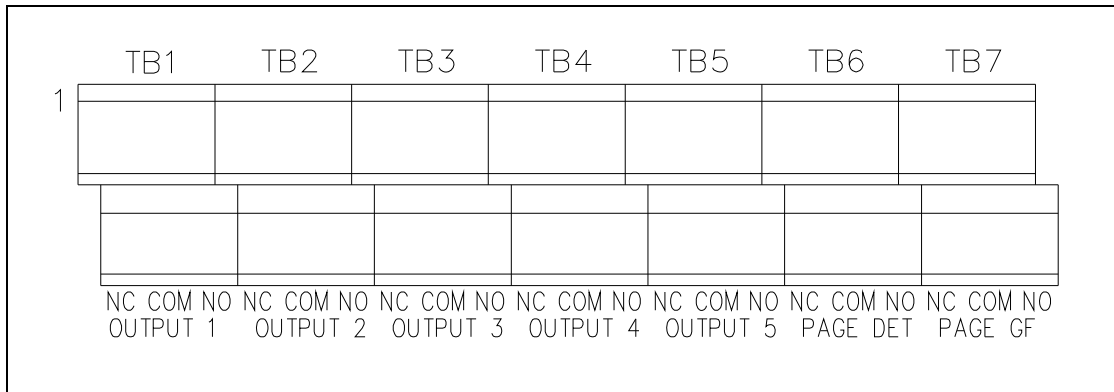 TB1 TB2 TB3 TB4 TB5 TB6 TB7
1
NC COM NO NC COM NO NC COM NO NC COM NO NC COM NO NC COM NO NC COM NO
OUTPUT 1 OUTPUT 2 OUTPUT 3 OUTPUT 4 OUTPUT 5 PAGE DET PAGE GF